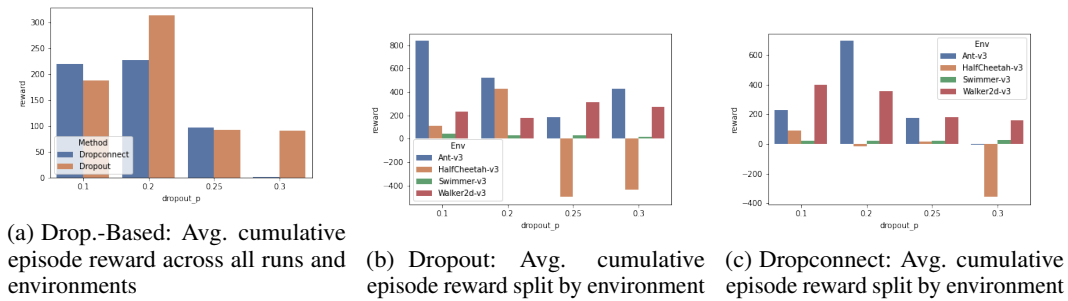 300
250
200
150
100
50
0
reward
Method
Dropconnect
Dropout
0.1
0.2
0.25
0.3
dropout_p
(a) Drop.-Based: Avg. cumulative
episode reward across all runs and
environments
800
600
400
200
0
−200
−400
reward
Env
Ant-v3
HalfCheetah-v3
Swimmer-v3
Walker2d-v3
0.1
0.2
0.25
0.3
dropout_p
(b) Dropout: Avg. cumulative
episode reward split by environment
600
400
200
0
−200
−400
reward
Env
Ant-v3
HalfCheetah-v3
Swimmer-v3
Walker2d-v3
0.1
0.2
0.25
0.3
dropout_p
(c) Dropconnect: Avg. cumulative
episode reward split by environment